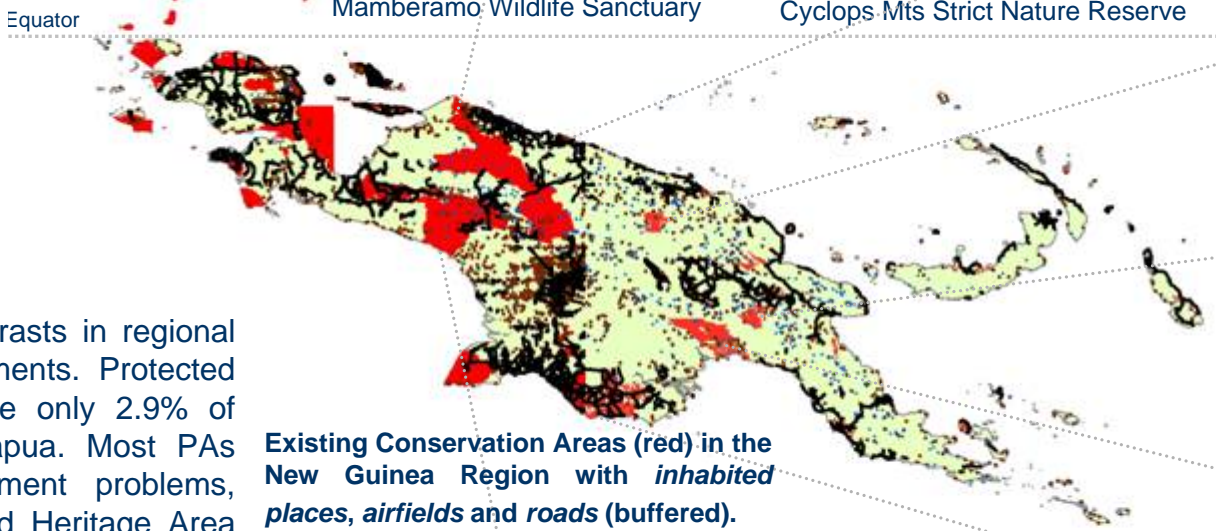 Mamberamo Wildlife Sanctuary
Cyclops Mts Strict Nature Reserve
Equator
rasts in regional
ments. Protected
e only 2.9% of
apua. Most PAs
ment problems,
d Heritage Area
Existing Conservation Areas (red) in the
New Guinea Region with inhabited
places, airfields and roads (buffered).